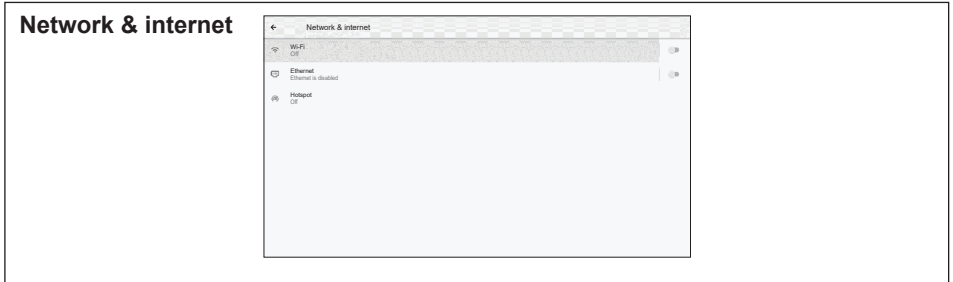 Network & internet
Network & internet
Wi-Fi
Off
Ethernet
Ethernet is disabled
Hotspot
Off